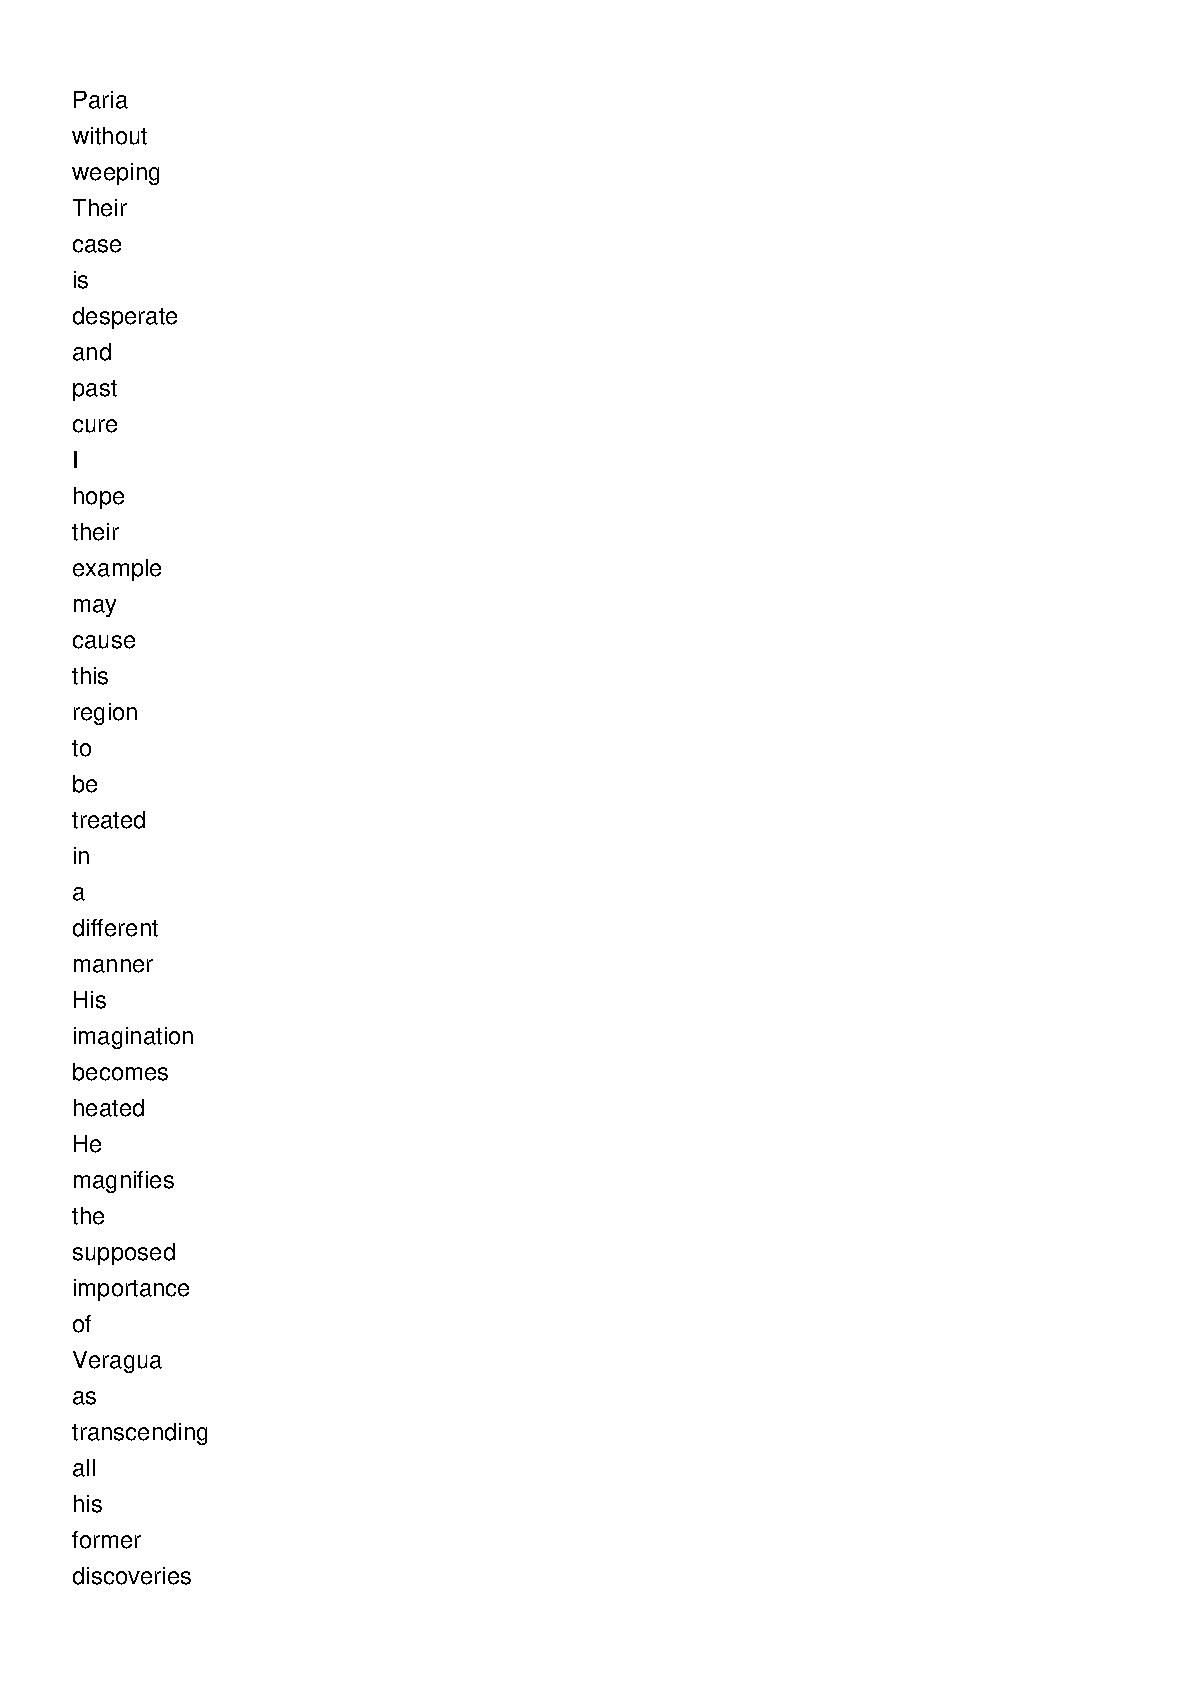 Paria
without
weeping
Their
case
is
desperate
and
past
cure
I
hope
their
example
may
cause
this
region
to
be
treated
in
a
different
manner
His
imagination
becomes
heated
He
magnifies
the
supposed
importance
of
Veragua
as
transcending
all
his
former
discoveries